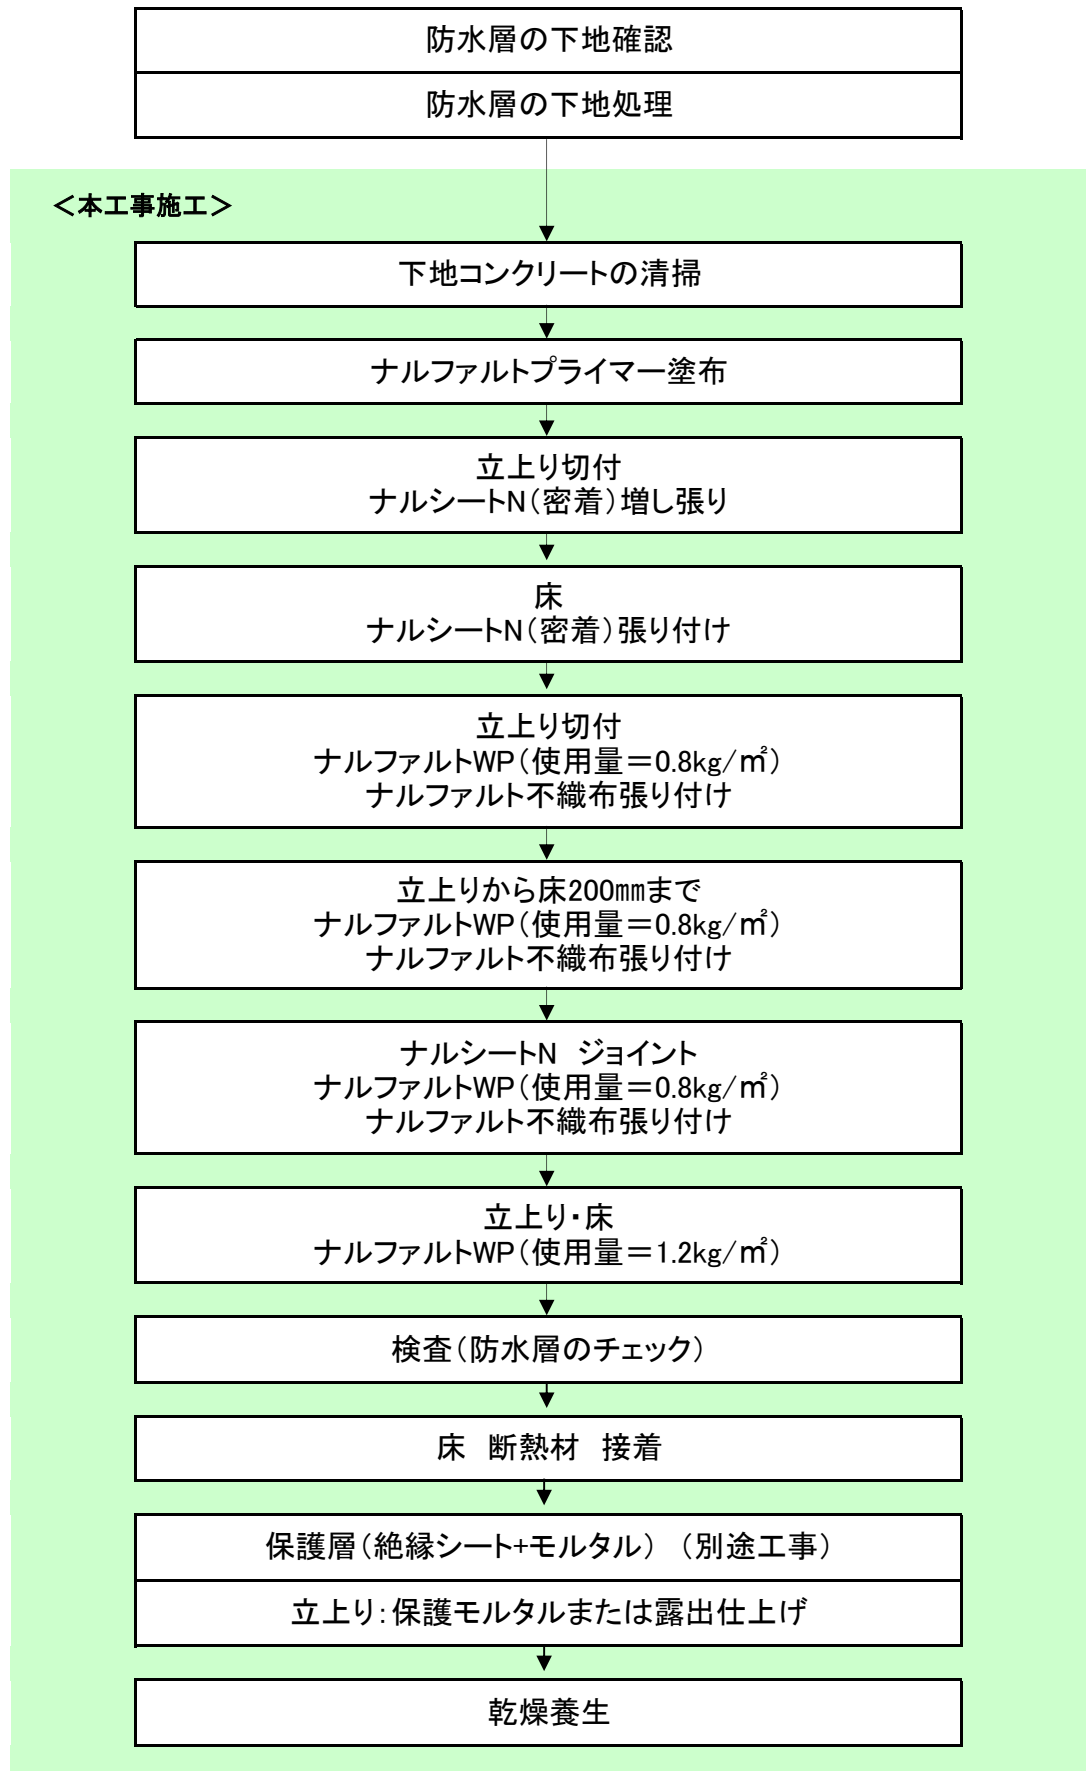 防水層の下地確認
防水層の下地処理
＜本工事施工＞
下地コンクリートの清掃
ナルファルトプライマー塗布
立上り切付
ナルシートN（密着）増し張り
床
ナルシートN（密着）張り付け
立上り切付
ナルファルトWP（使用量＝0.8kg/㎡）
ナルファルト不織布張り付け
立上りから床200㎜まで
ナルファルトWP（使用量＝0.8kg/㎡）
ナルファルト不織布張り付け
ナルシートN　ジョイント
ナルファルトWP（使用量＝0.8kg/㎡）
ナルファルト不織布張り付け
立上り・床
ナルファルトWP（使用量＝1.2kg/㎡）
検査（防水層のチェック）
床　断熱材　接着
保護層（絶縁シート+モルタル）　（別途工事）
立上り：保護モルタルまたは露出仕上げ
乾燥養生